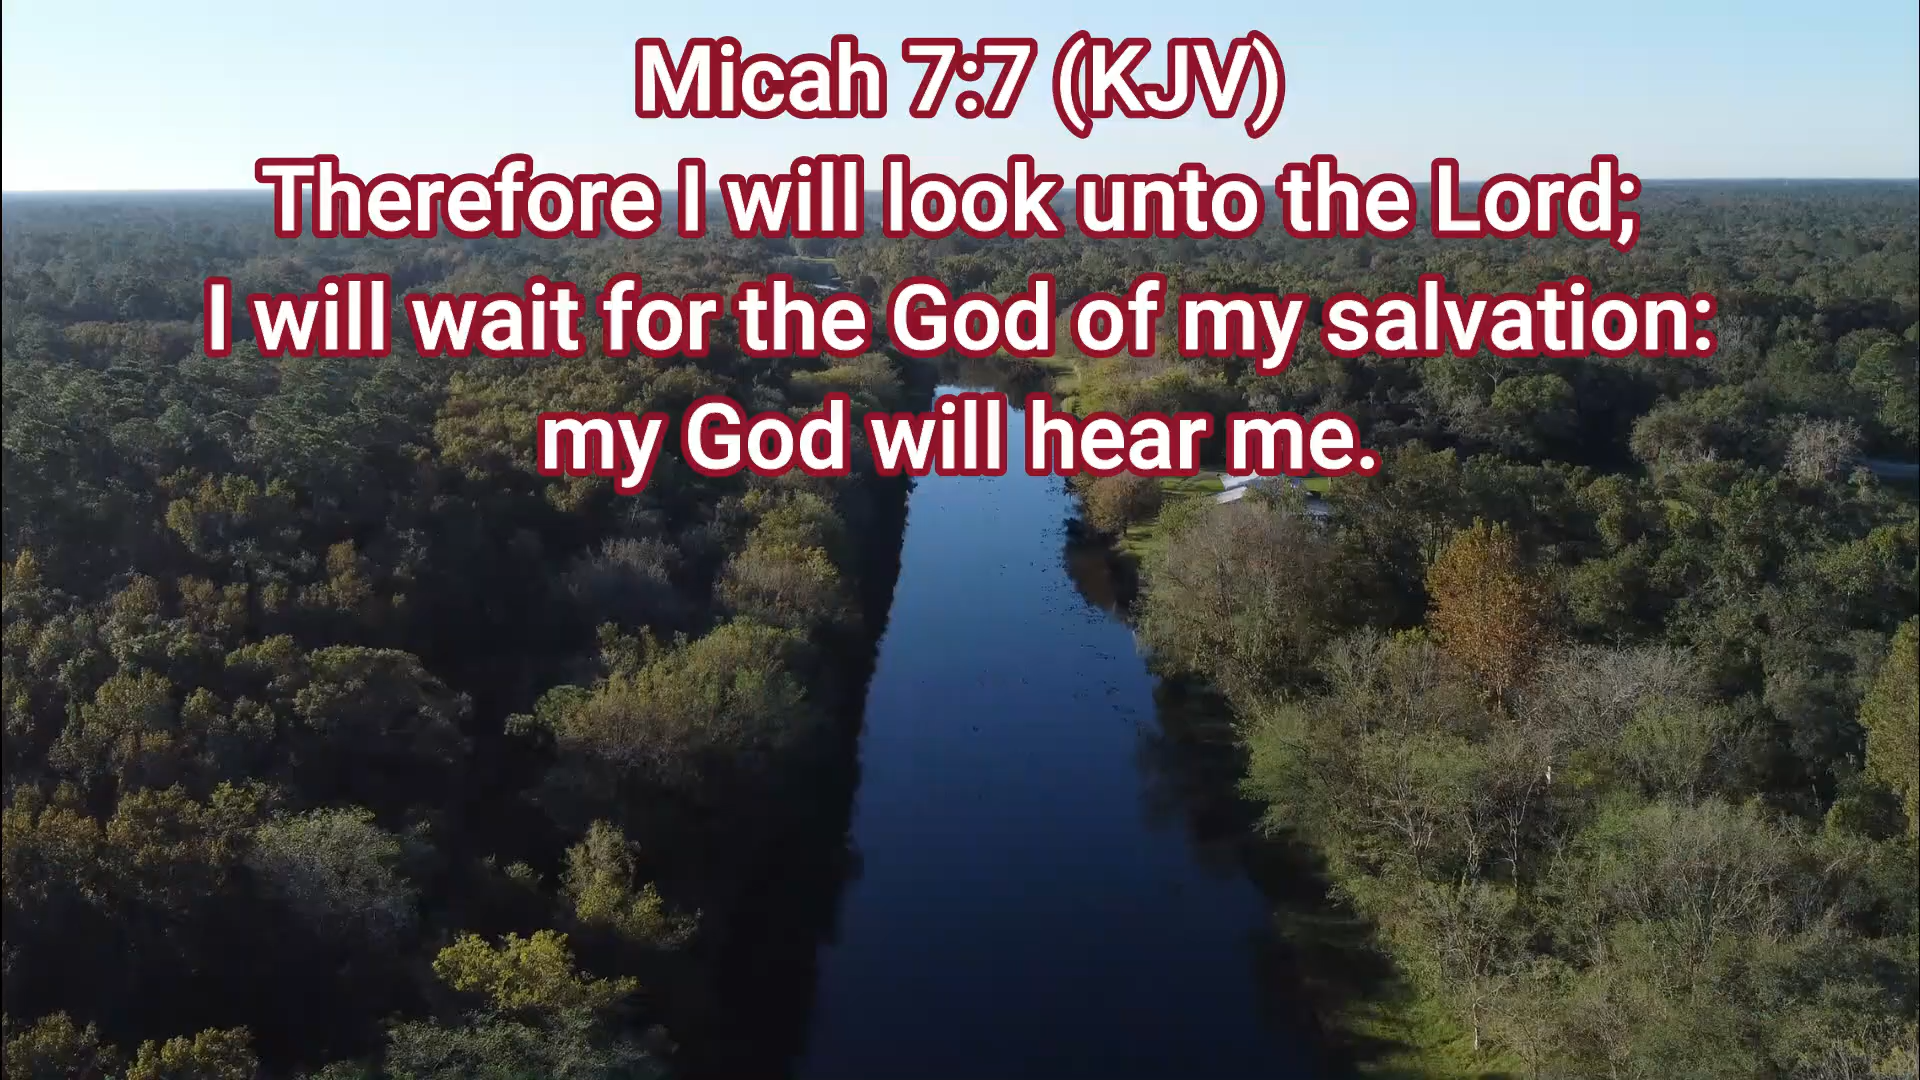 Micah 7:7 (KJV)
Therefore I will look unto the Lord;
I will wait for the God of my salvation:
my God will hear me.